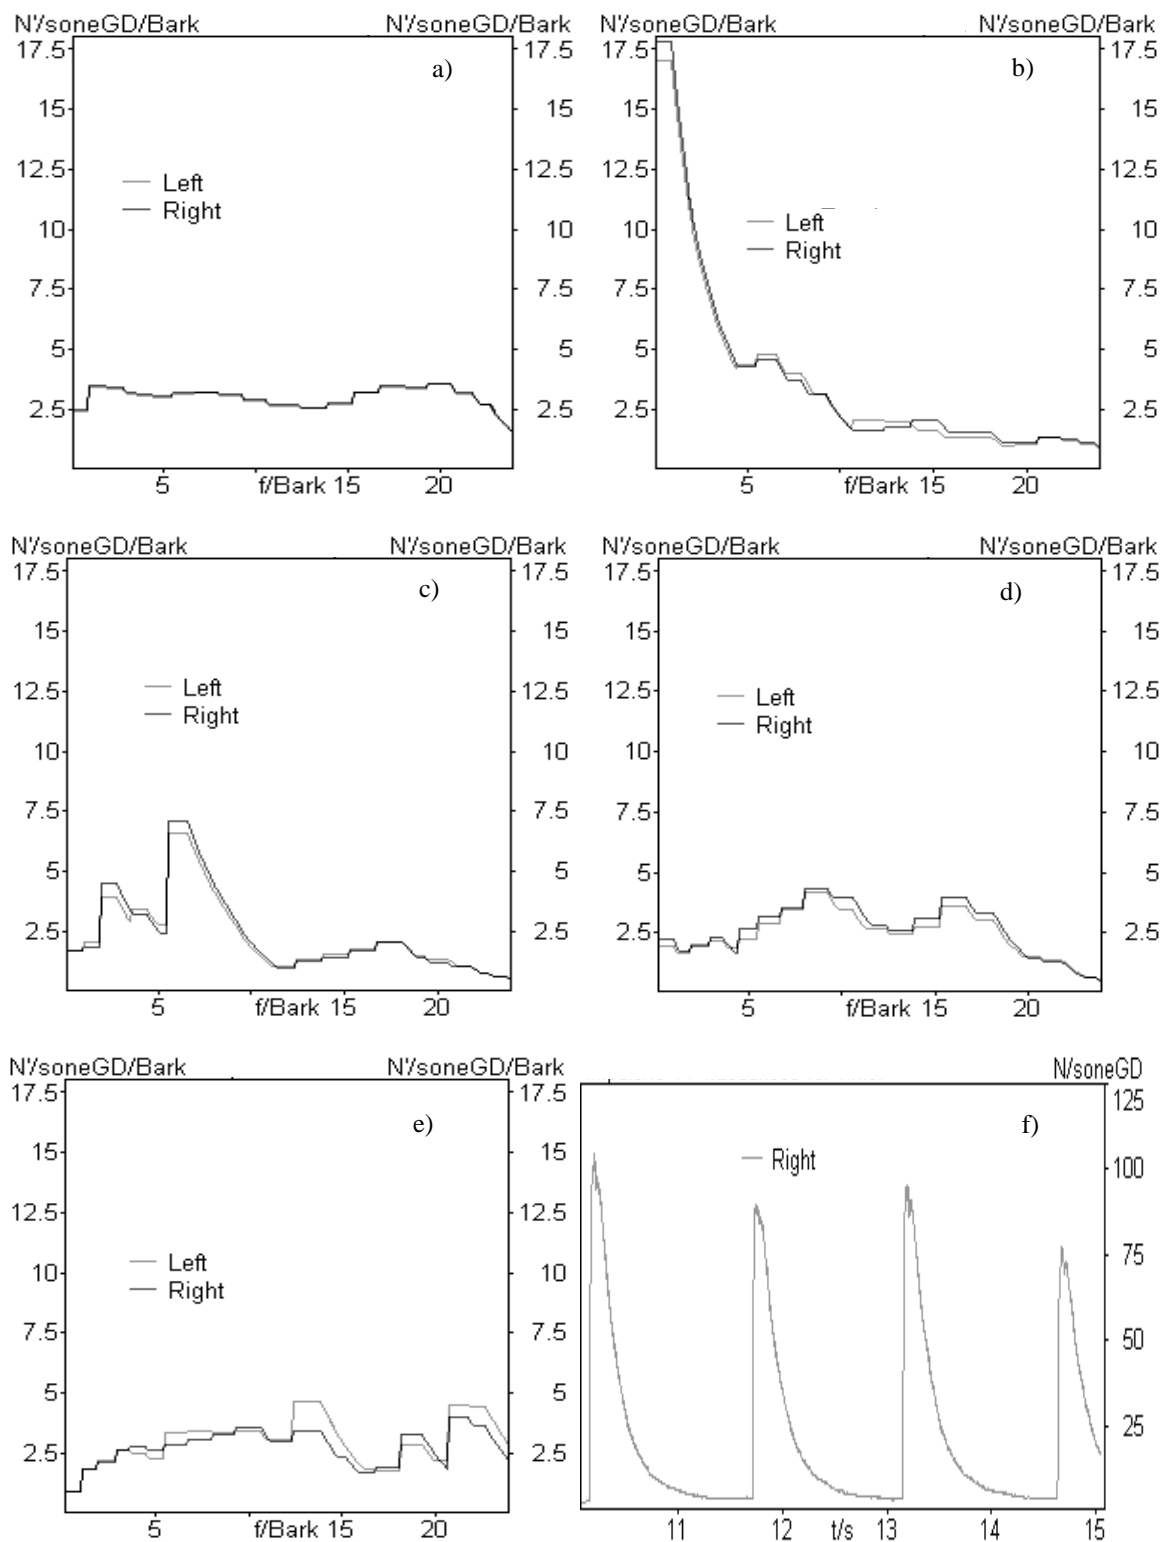 N'/soneGD/Bark N'/soneGD/Bark
17.5 a) 17.5
15 15
12.5 12.5
Left
Right
10 10
7.5 7.5
5 5
2.5 2.5
5 f/Bark 15 20
N'/soneGD/Bark N'/soneGD/Bark
17.5 b) 17.5
15 15
12.5 12.5
10 Left 10
Right
7.5 7.5
5 5
2.5 2.5
5 f/Bark 15 20
N'/soneGD/Bark N'/soneGD/Bark
17.5 c) 17.5
15 15
12.5 Left 12.5
Right
10 10
7.5 7.5
5 5
2.5 2.5
5 f/Bark 15 20
N'/soneGD/Bark N'/soneGD/Bark
17.5 d) 17.5
15 15
12.5 Left 12.5
Right
10 10
7.5 7.5
5 5
2.5 2.5
5 f/Bark 15 20
N'/soneGD/Bark N'/soneGD/Bark
17.5 e) 17.5
15 15
12.5 12.5
Left
10 10
Right
7.5 7.5
5 5
2.5 2.5
5 f/Bark 15 20
N/soneGD
f) 125
Right 100
75
50
25
11 12 t/s 13 14 15